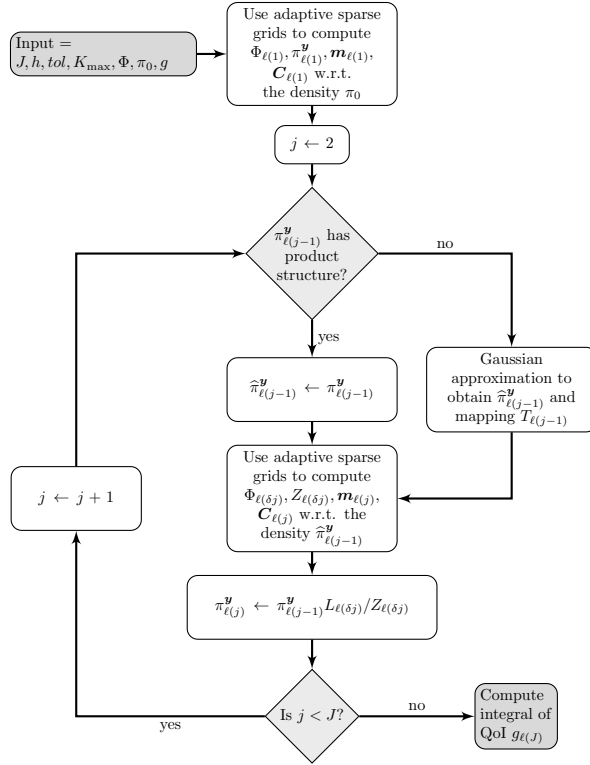 Input =
J, h, tol, K_max, Φ, π_0, g
Use adaptive sparse
grids to compute
Φ_ℓ(1), π^y_ℓ(1), m_ℓ(1),
C_ℓ(1) w.r.t.
the density π_0
j ← 2
π^y_ℓ(j−1) has
product
structure?
no
yes
π̂^y_ℓ(j−1) ← π^y_ℓ(j−1)
Gaussian
approximation to
obtain π̂^y_ℓ(j−1) and
mapping T_ℓ(j−1)
Use adaptive sparse
grids to compute
Φ_ℓ(δj), Z_ℓ(δj), m_ℓ(j),
C_ℓ(j) w.r.t. the
density π̂^y_ℓ(j−1)
j ← j + 1
π^y_ℓ(j) ← π^y_ℓ(j−1) L_ℓ(δj)/Z_ℓ(δj)
Is j < J?
yes
no
Compute
integral of
QoI g_ℓ(J)